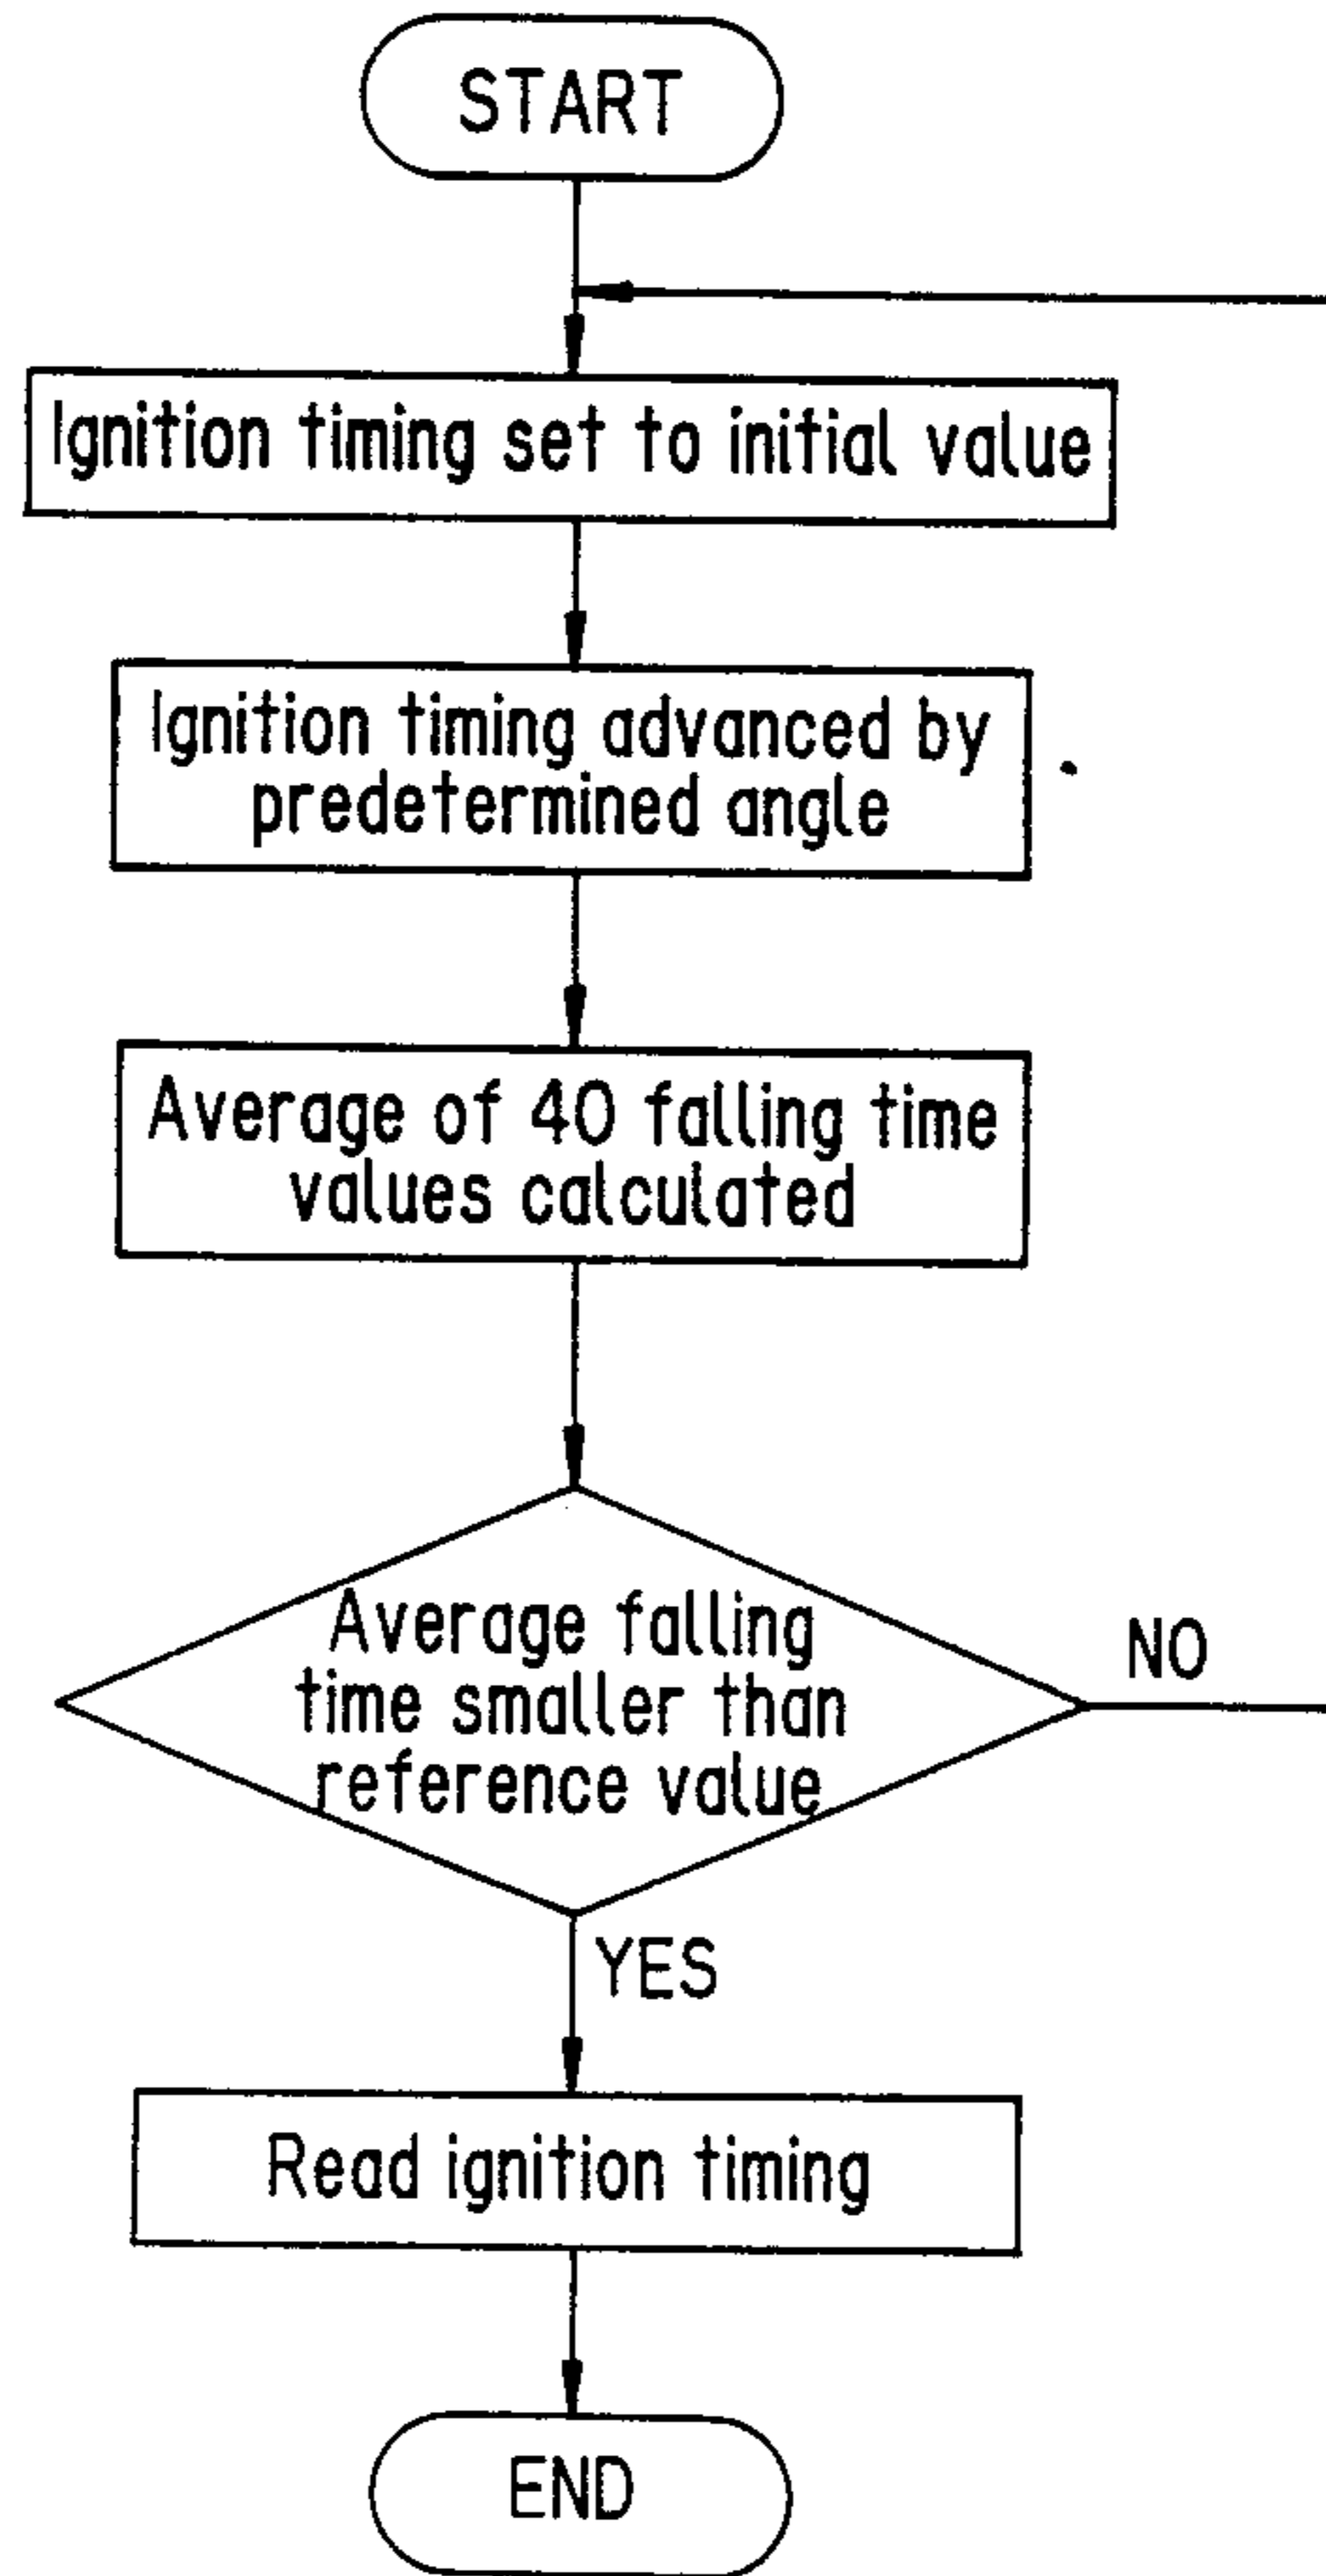 START
Ignition timing set to initial value
Ignition timing advanced by
predetermined angle
Average of 40 falling time
values calculated
Average falling
time smaller than
reference value
NO
YES
Read ignition timing
END